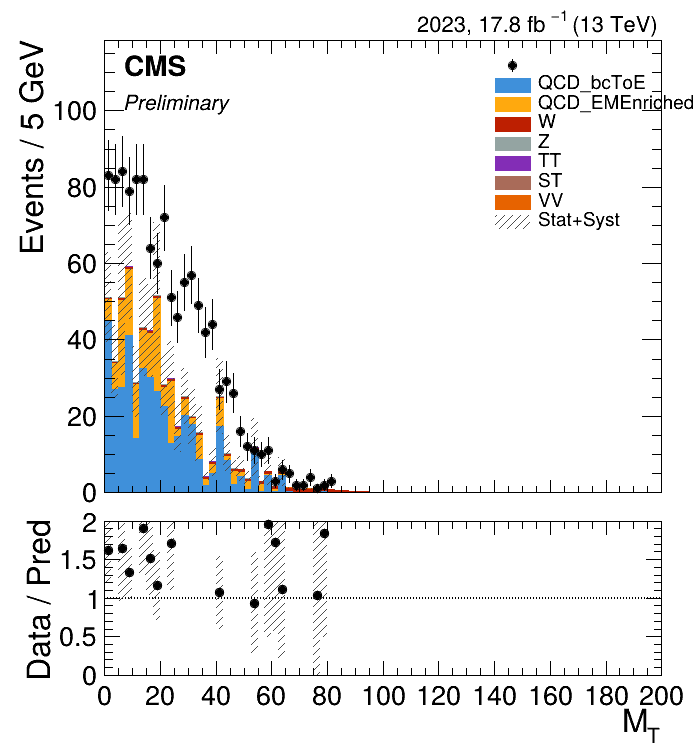 2023, 17.8 fb⁻¹ (13 TeV)
CMS
Preliminary
QCD_bcToE
QCD_EMEnriched
W
Z
TT
ST
VV
Stat+Syst
Events / 5 GeV
100
80
60
40
20
0
Data / Pred
2
1.5
1
0.5
0
0 20 40 60 80 100 120 140 160 180 200
M_T